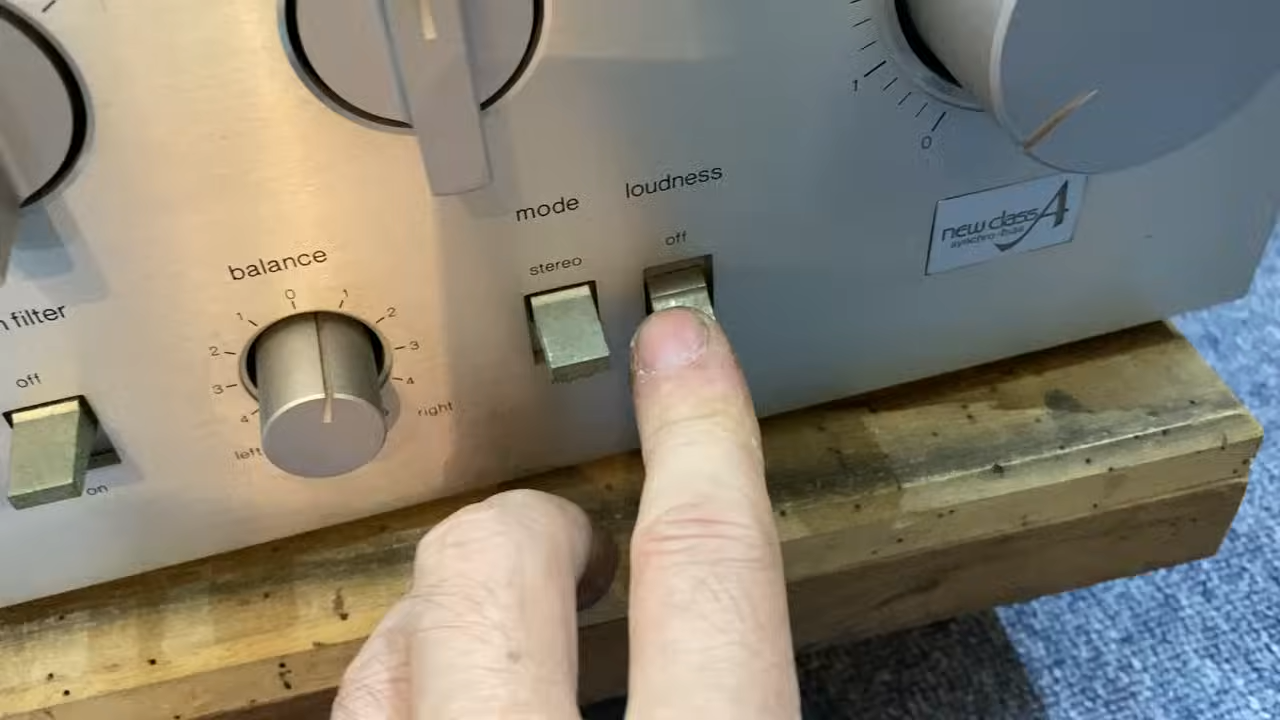 1
0
loudness
mode
off
stereo
new class A
synchro-bias
balance
0
1 1
2 2
3 3
4 4
left right
filter
off
on